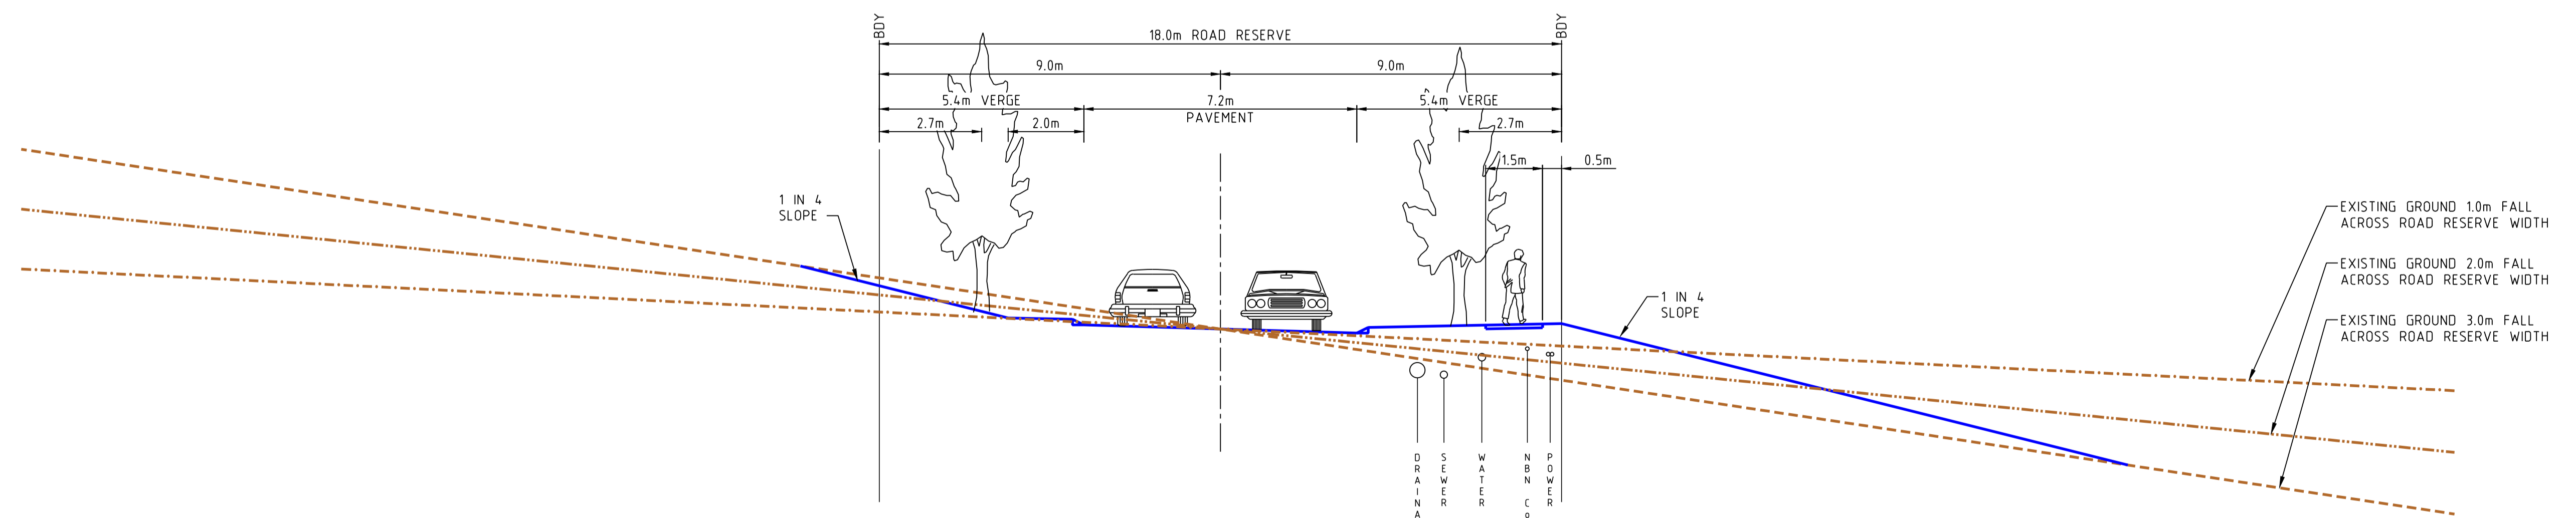 BDY
BDY
18.0m ROAD RESERVE
9.0m
9.0m
5.4m VERGE
7.2m
PAVEMENT
5.4m VERGE
2.7m
2.0m
2.7m
1.5m
0.5m
1 IN 4
SLOPE
EXISTING GROUND 1.0m FALL
ACROSS ROAD RESERVE WIDTH
EXISTING GROUND 2.0m FALL
ACROSS ROAD RESERVE WIDTH
1 IN 4
SLOPE
EXISTING GROUND 3.0m FALL
ACROSS ROAD RESERVE WIDTH
DRAINA
SEWER
WATER
NBN Co
POWER